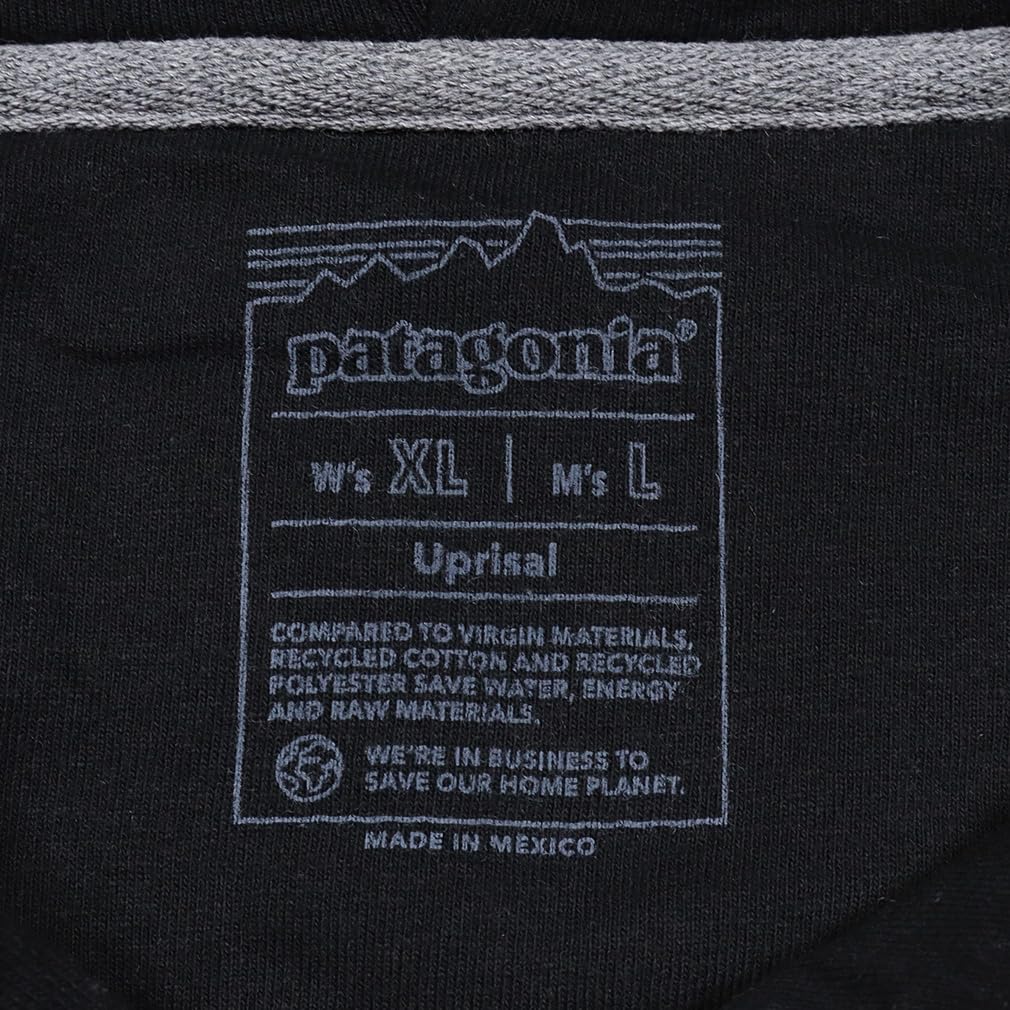 patagonia®
W's XL | M's L
Uprisal
COMPARED TO VIRGIN MATERIALS,
RECYCLED COTTON AND RECYCLED
POLYESTER SAVE WATER, ENERGY
AND RAW MATERIALS.
WE'RE IN BUSINESS TO
SAVE OUR HOME PLANET.
MADE IN MEXICO